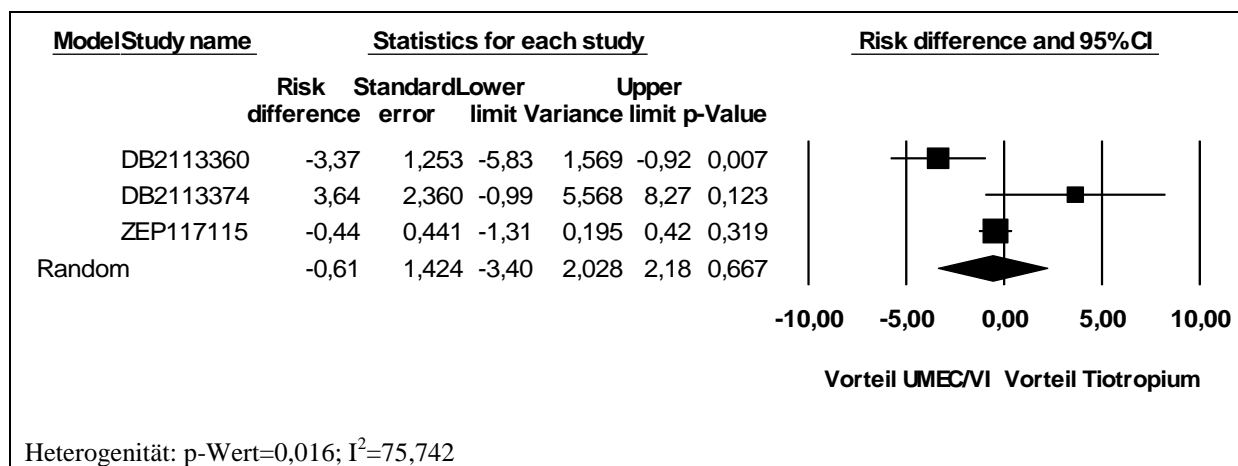 ModelStudy name Statistics for each study Risk difference and 95%CI
Risk StandardLower Upper
difference error limit Variance limit p-Value
DB2113360 -3,37 1,253 -5,83 1,569 -0,92 0,007
DB2113374 3,64 2,360 -0,99 5,568 8,27 0,123
ZEP117115 -0,44 0,441 -1,31 0,195 0,42 0,319
Random -0,61 1,424 -3,40 2,028 2,18 0,667
-10,00 -5,00 0,00 5,00 10,00
Vorteil UMEC/VI Vorteil Tiotropium
Heterogenität: p-Wert=0,016; I²=75,742